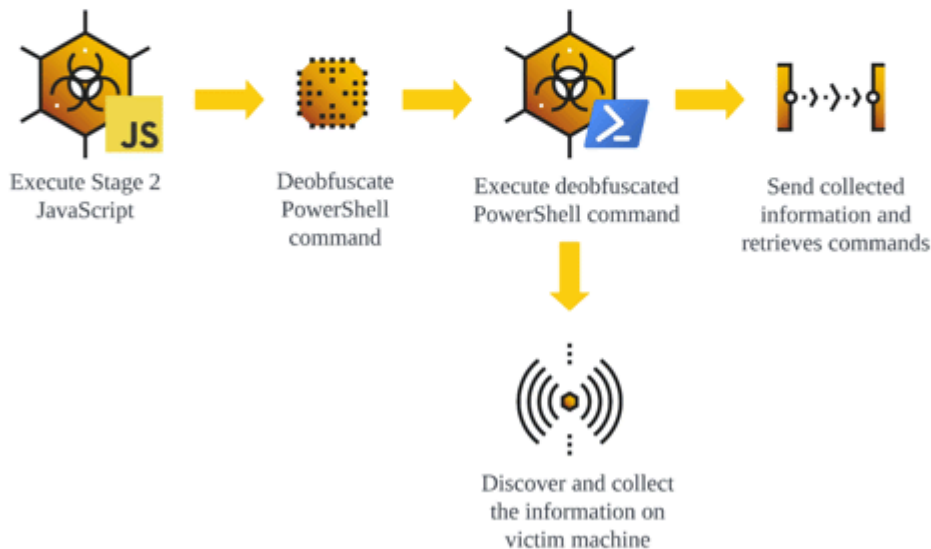 JS
Execute Stage 2
JavaScript
Deobfuscate
PowerShell
command
Execute deobfuscated
PowerShell command
Send collected
information and
retrieves commands
Discover and collect
the information on
victim machine